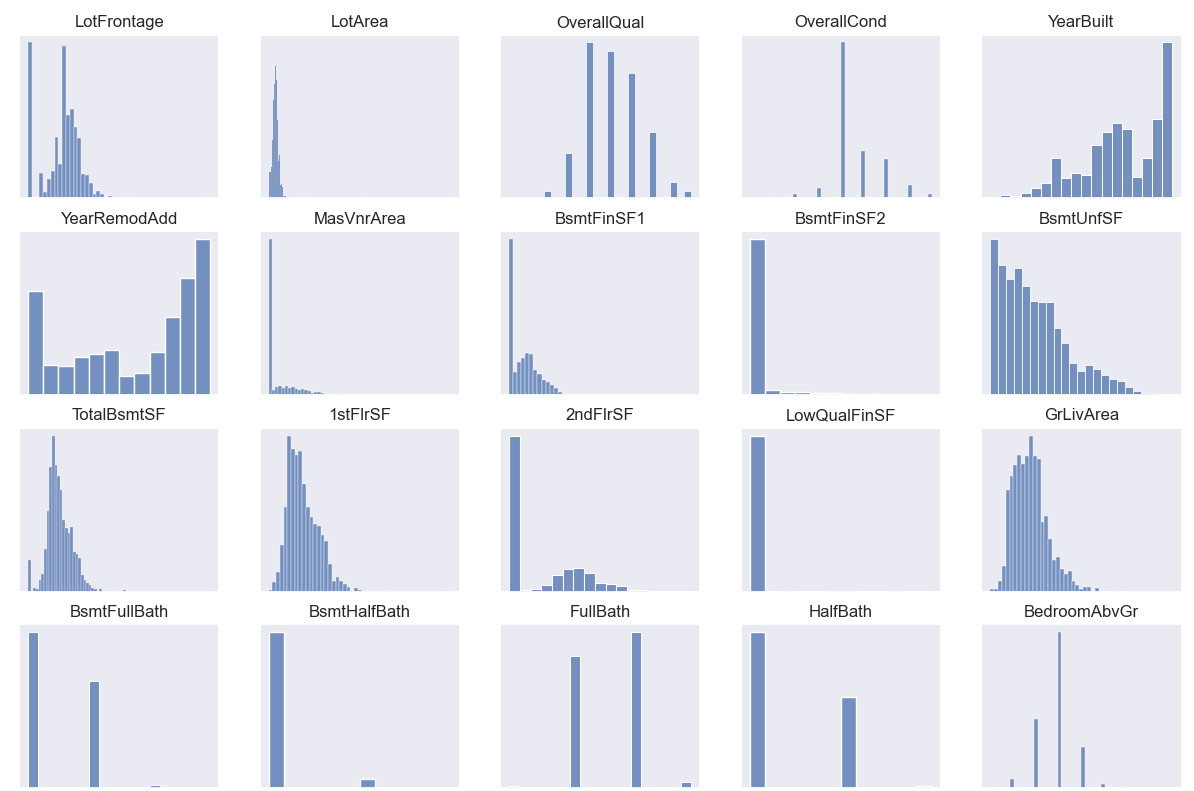 LotFrontage
LotArea
OverallQual
OverallCond
YearBuilt
YearRemodAdd
MasVnrArea
BsmtFinSF1
BsmtFinSF2
BsmtUnfSF
TotalBsmtSF
1stFlrSF
2ndFlrSF
LowQualFinSF
GrLivArea
BsmtFullBath
BsmtHalfBath
FullBath
HalfBath
BedroomAbvGr